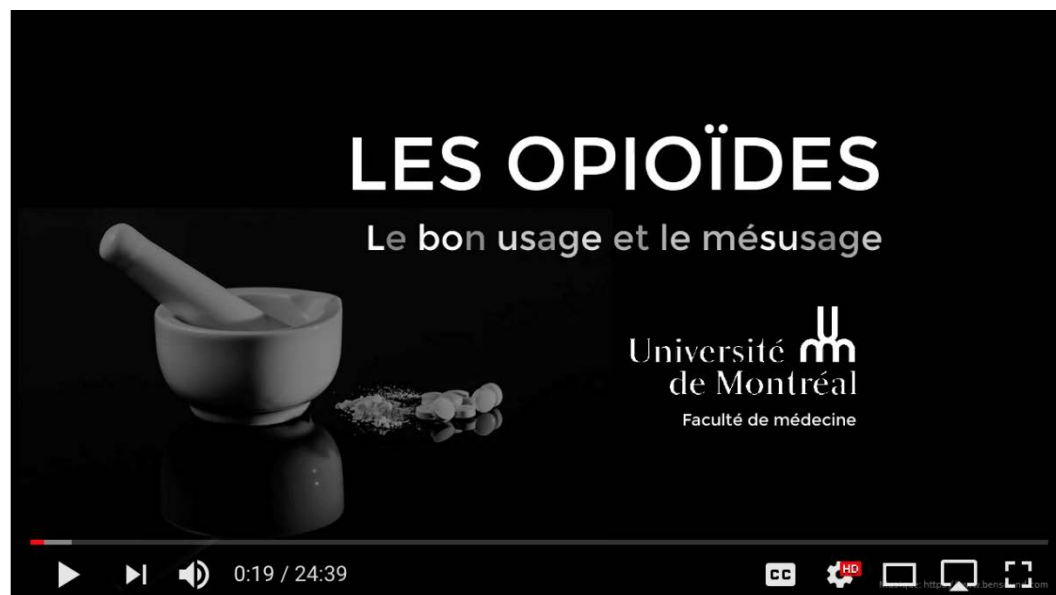 LES OPIOÏDES
Le bon usage et le mésusage
Université
de Montréal
Faculté de médecine
0:19 / 24:39
CC
HD